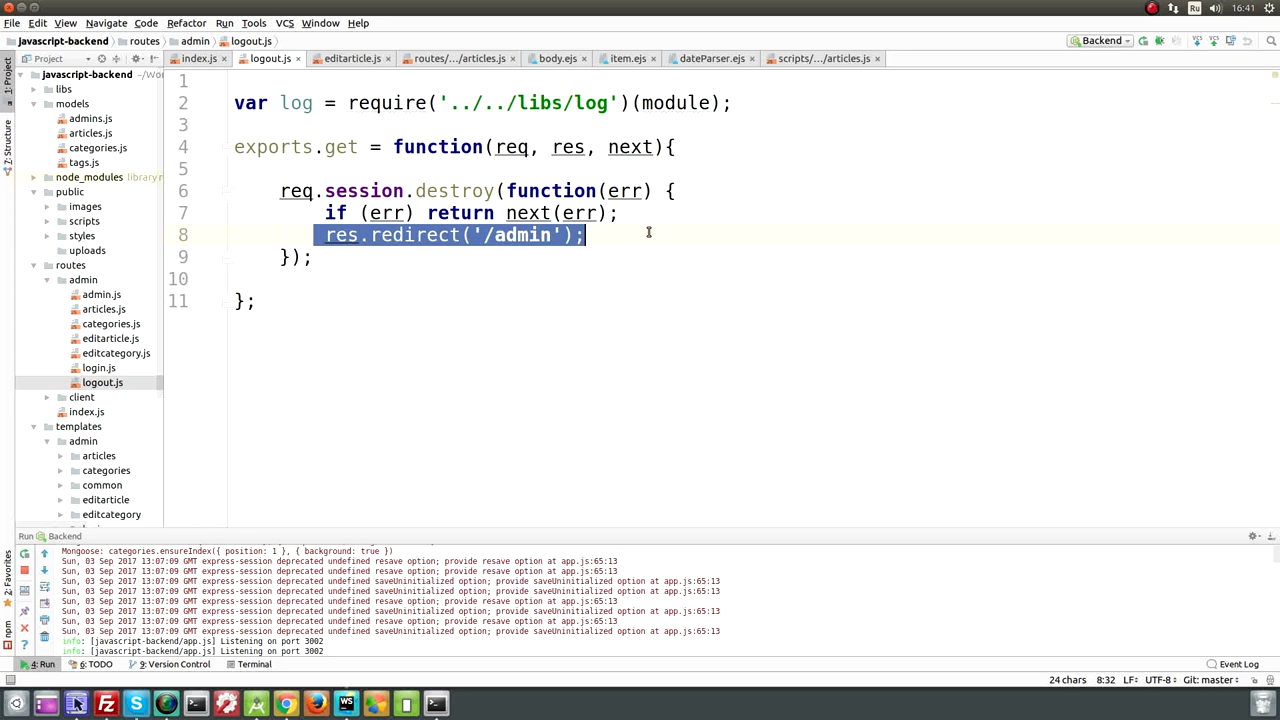 Ru
16:41
File Edit View Navigate Code Refactor Run Tools VCS Window Help
javascript-backend routes admin logout.js
Backend
VCS VCS
Project
index.js logout.js editarticle.js routes/.../articles.js body.ejs item.ejs dateParser.ejs scripts/.../articles.js
1: Project
7: Structure
2: Favorites
npm
javascript-backend ~/Wor
libs
models
admins.js
articles.js
categories.js
tags.js
node_modules library r
public
images
scripts
styles
uploads
routes
admin
admin.js
articles.js
categories.js
editarticle.js
editcategory.js
login.js
logout.js
client
index.js
templates
admin
articles
categories
common
editarticle
editcategory
1
2 var log = require('../../libs/log')(module);
3
4 exports.get = function(req, res, next){
5
6 req.session.destroy(function(err) {
7 if (err) return next(err);
8 res.redirect('/admin');
9 });
10
11 };
Run Backend
Mongoose: categories.ensureIndex({ position: 1 }, { background: true })
Sun, 03 Sep 2017 13:07:09 GMT express-session deprecated undefined resave option; provide resave option at app.js:65:13
Sun, 03 Sep 2017 13:07:09 GMT express-session deprecated undefined resave option; provide resave option at app.js:65:13
Sun, 03 Sep 2017 13:07:09 GMT express-session deprecated undefined saveUninitialized option; provide saveUninitialized option at app.js:65:13
Sun, 03 Sep 2017 13:07:09 GMT express-session deprecated undefined saveUninitialized option; provide saveUninitialized option at app.js:65:13
Sun, 03 Sep 2017 13:07:09 GMT express-session deprecated undefined resave option; provide resave option at app.js:65:13
Sun, 03 Sep 2017 13:07:09 GMT express-session deprecated undefined saveUninitialized option; provide saveUninitialized option at app.js:65:13
Sun, 03 Sep 2017 13:07:09 GMT express-session deprecated undefined resave option; provide resave option at app.js:65:13
Sun, 03 Sep 2017 13:07:09 GMT express-session deprecated undefined saveUninitialized option; provide saveUninitialized option at app.js:65:13
info: [javascript-backend/app.js] Listening on port 3002
info: [javascript-backend/app.js] Listening on port 3002
4: Run 6: TODO 9: Version Control Terminal Event Log
24 chars 8:32 LF÷ UTF-8÷ Git: master÷